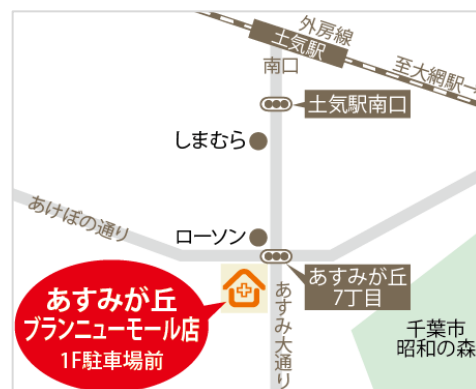 外房線
土気駅
南口
至大網駅→
土気駅南口
しまむら
あけぼの通り
ローソン
あすみが丘
7丁目
あすみ大通り
あすみが丘
ブランニューモール店
1F駐車場前
千葉市
昭和の森